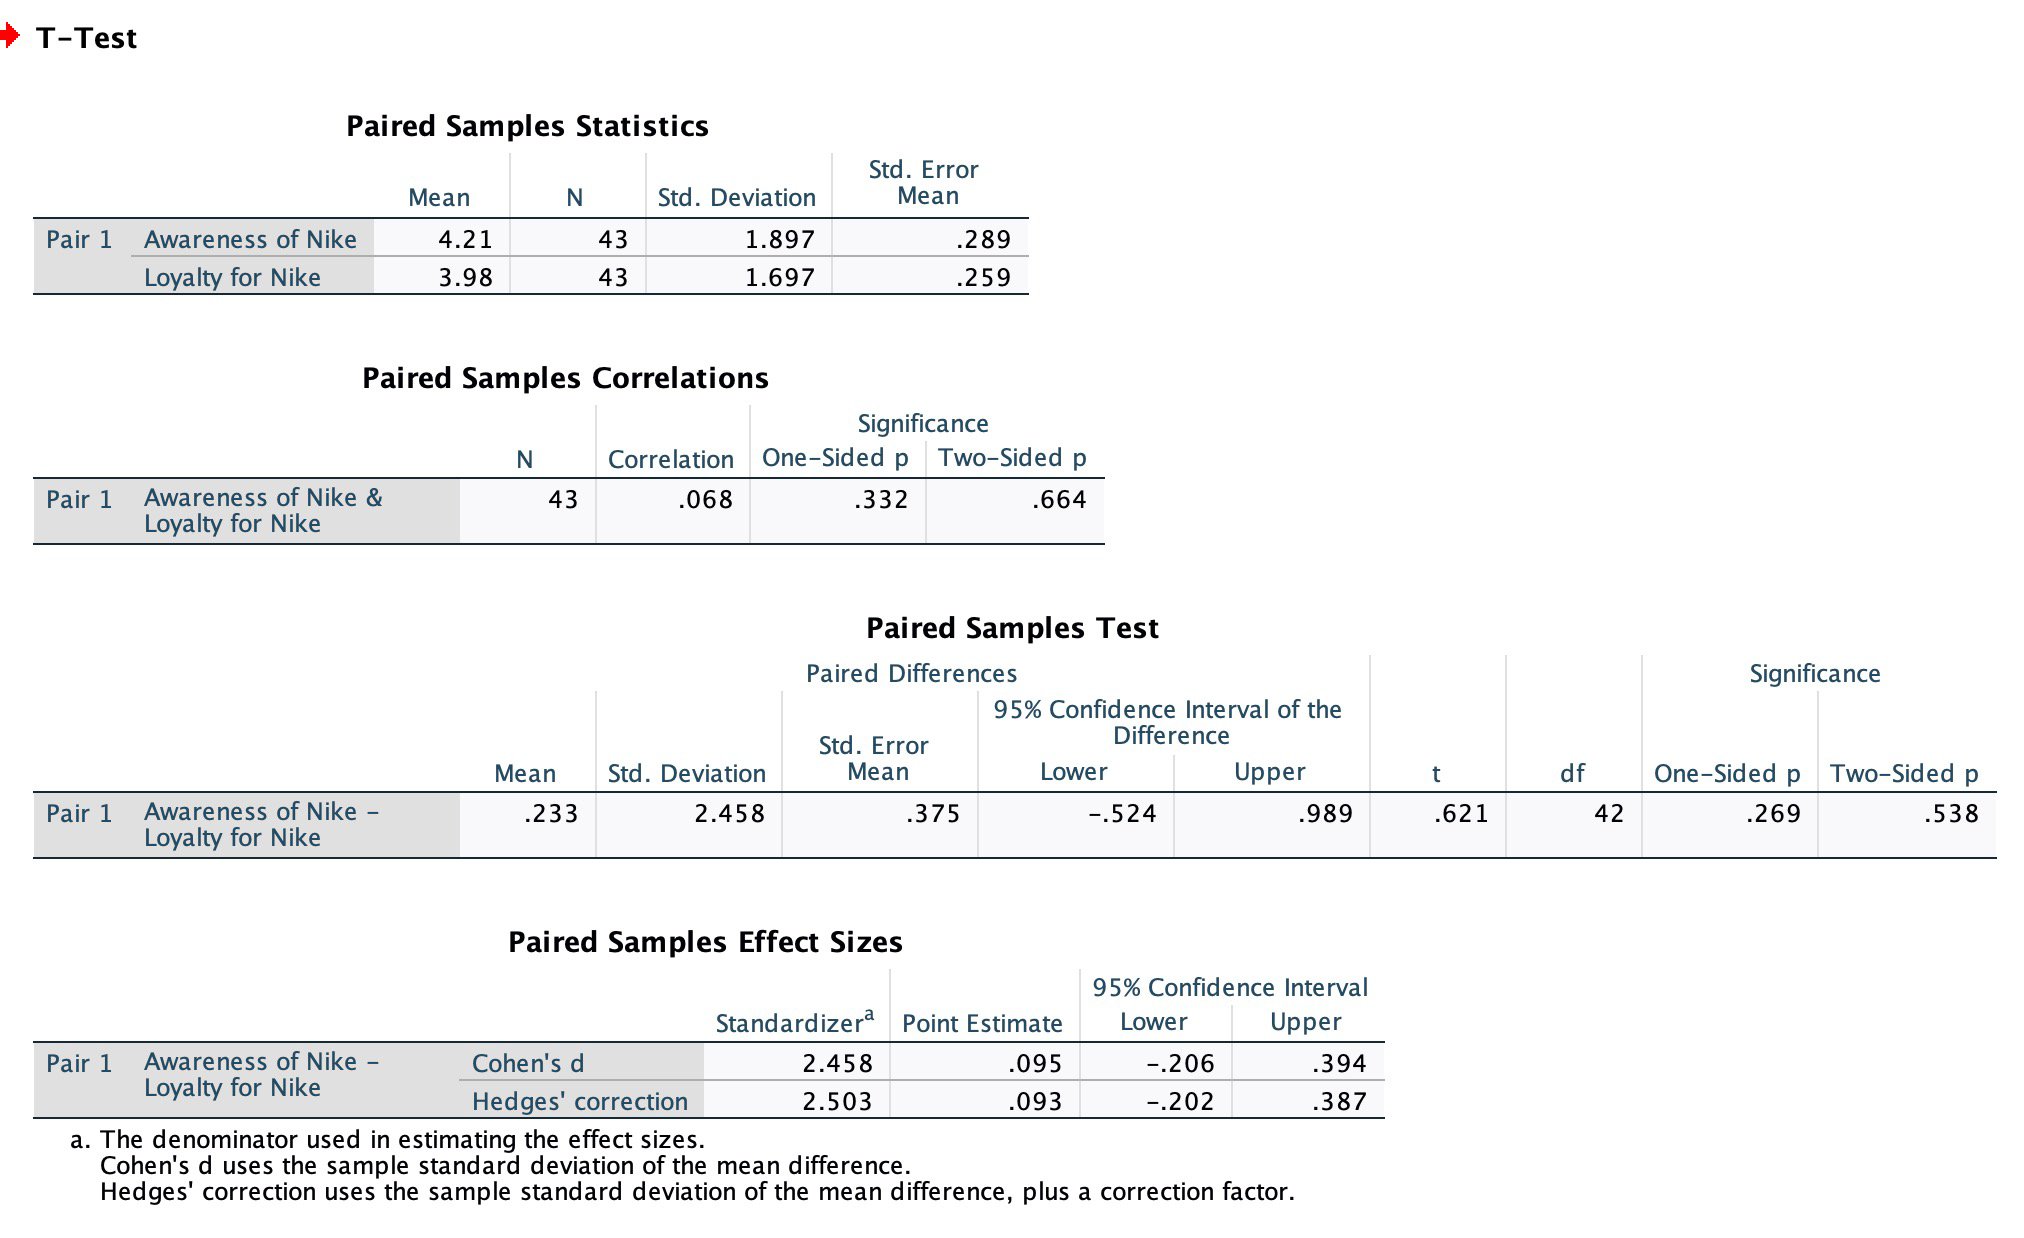 T-Test
Paired Samples Statistics
Mean N Std. Deviation Std. Error Mean
Pair 1 Awareness of Nike 4.21 43 1.897 .289
Loyalty for Nike 3.98 43 1.697 .259
Paired Samples Correlations
Significance
N Correlation One-Sided p Two-Sided p
Pair 1 Awareness of Nike & 43 .068 .332 .664
Loyalty for Nike
Paired Samples Test
Paired Differences Significance
95% Confidence Interval of the
Difference
Mean Std. Deviation Std. Error Mean Lower Upper t df One-Sided p Two-Sided p
Pair 1 Awareness of Nike - .233 2.458 .375 -.524 .989 .621 42 .269 .538
Loyalty for Nike
Paired Samples Effect Sizes
95% Confidence Interval
Standardizerᵃ Point Estimate Lower Upper
Pair 1 Awareness of Nike - Cohen's d 2.458 .095 -.206 .394
Loyalty for Nike Hedges' correction 2.503 .093 -.202 .387
a. The denominator used in estimating the effect sizes.
Cohen's d uses the sample standard deviation of the mean difference.
Hedges' correction uses the sample standard deviation of the mean difference, plus a correction factor.